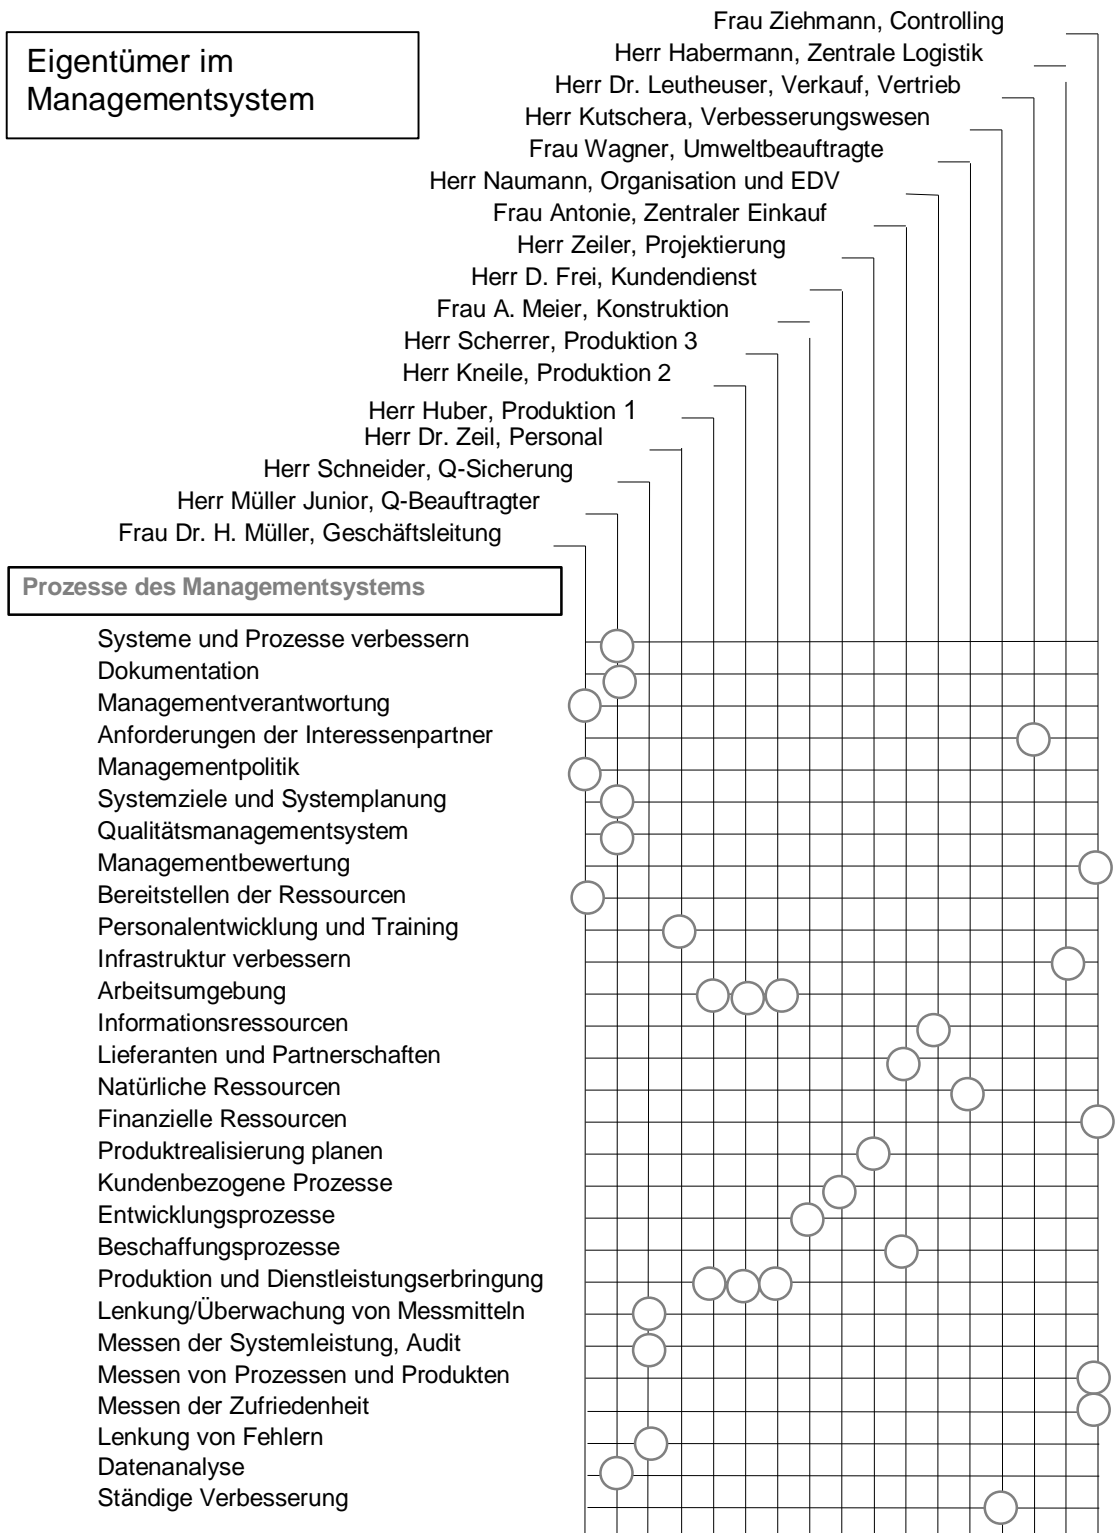 Frau Ziehmann, Controlling
Eigentümer im
Managementsystem
Herr Habermann, Zentrale Logistik
Herr Dr. Leutheuser, Verkauf, Vertrieb
Herr Kutschera, Verbesserungswesen
Frau Wagner, Umweltbeauftragte
Herr Naumann, Organisation und EDV
Frau Antonie, Zentraler Einkauf
Herr Zeiler, Projektierung
Herr D. Frei, Kundendienst
Frau A. Meier, Konstruktion
Herr Scherrer, Produktion 3
Herr Kneile, Produktion 2
Herr Huber, Produktion 1
Herr Dr. Zeil, Personal
Herr Schneider, Q-Sicherung
Herr Müller Junior, Q-Beauftragter
Frau Dr. H. Müller, Geschäftsleitung
Prozesse des Managementsystems
Systeme und Prozesse verbessern
Dokumentation
Managementverantwortung
Anforderungen der Interessenpartner
Managementpolitik
Systemziele und Systemplanung
Qualitätsmanagementsystem
Managementbewertung
Bereitstellen der Ressourcen
Personalentwicklung und Training
Infrastruktur verbessern
Arbeitsumgebung
Informationsressourcen
Lieferanten und Partnerschaften
Natürliche Ressourcen
Finanzielle Ressourcen
Produktrealisierung planen
Kundenbezogene Prozesse
Entwicklungsprozesse
Beschaffungsprozesse
Produktion und Dienstleistungserbringung
Lenkung/Überwachung von Messmitteln
Messen der Systemleistung, Audit
Messen von Prozessen und Produkten
Messen der Zufriedenheit
Lenkung von Fehlern
Datenanalyse
Ständige Verbesserung